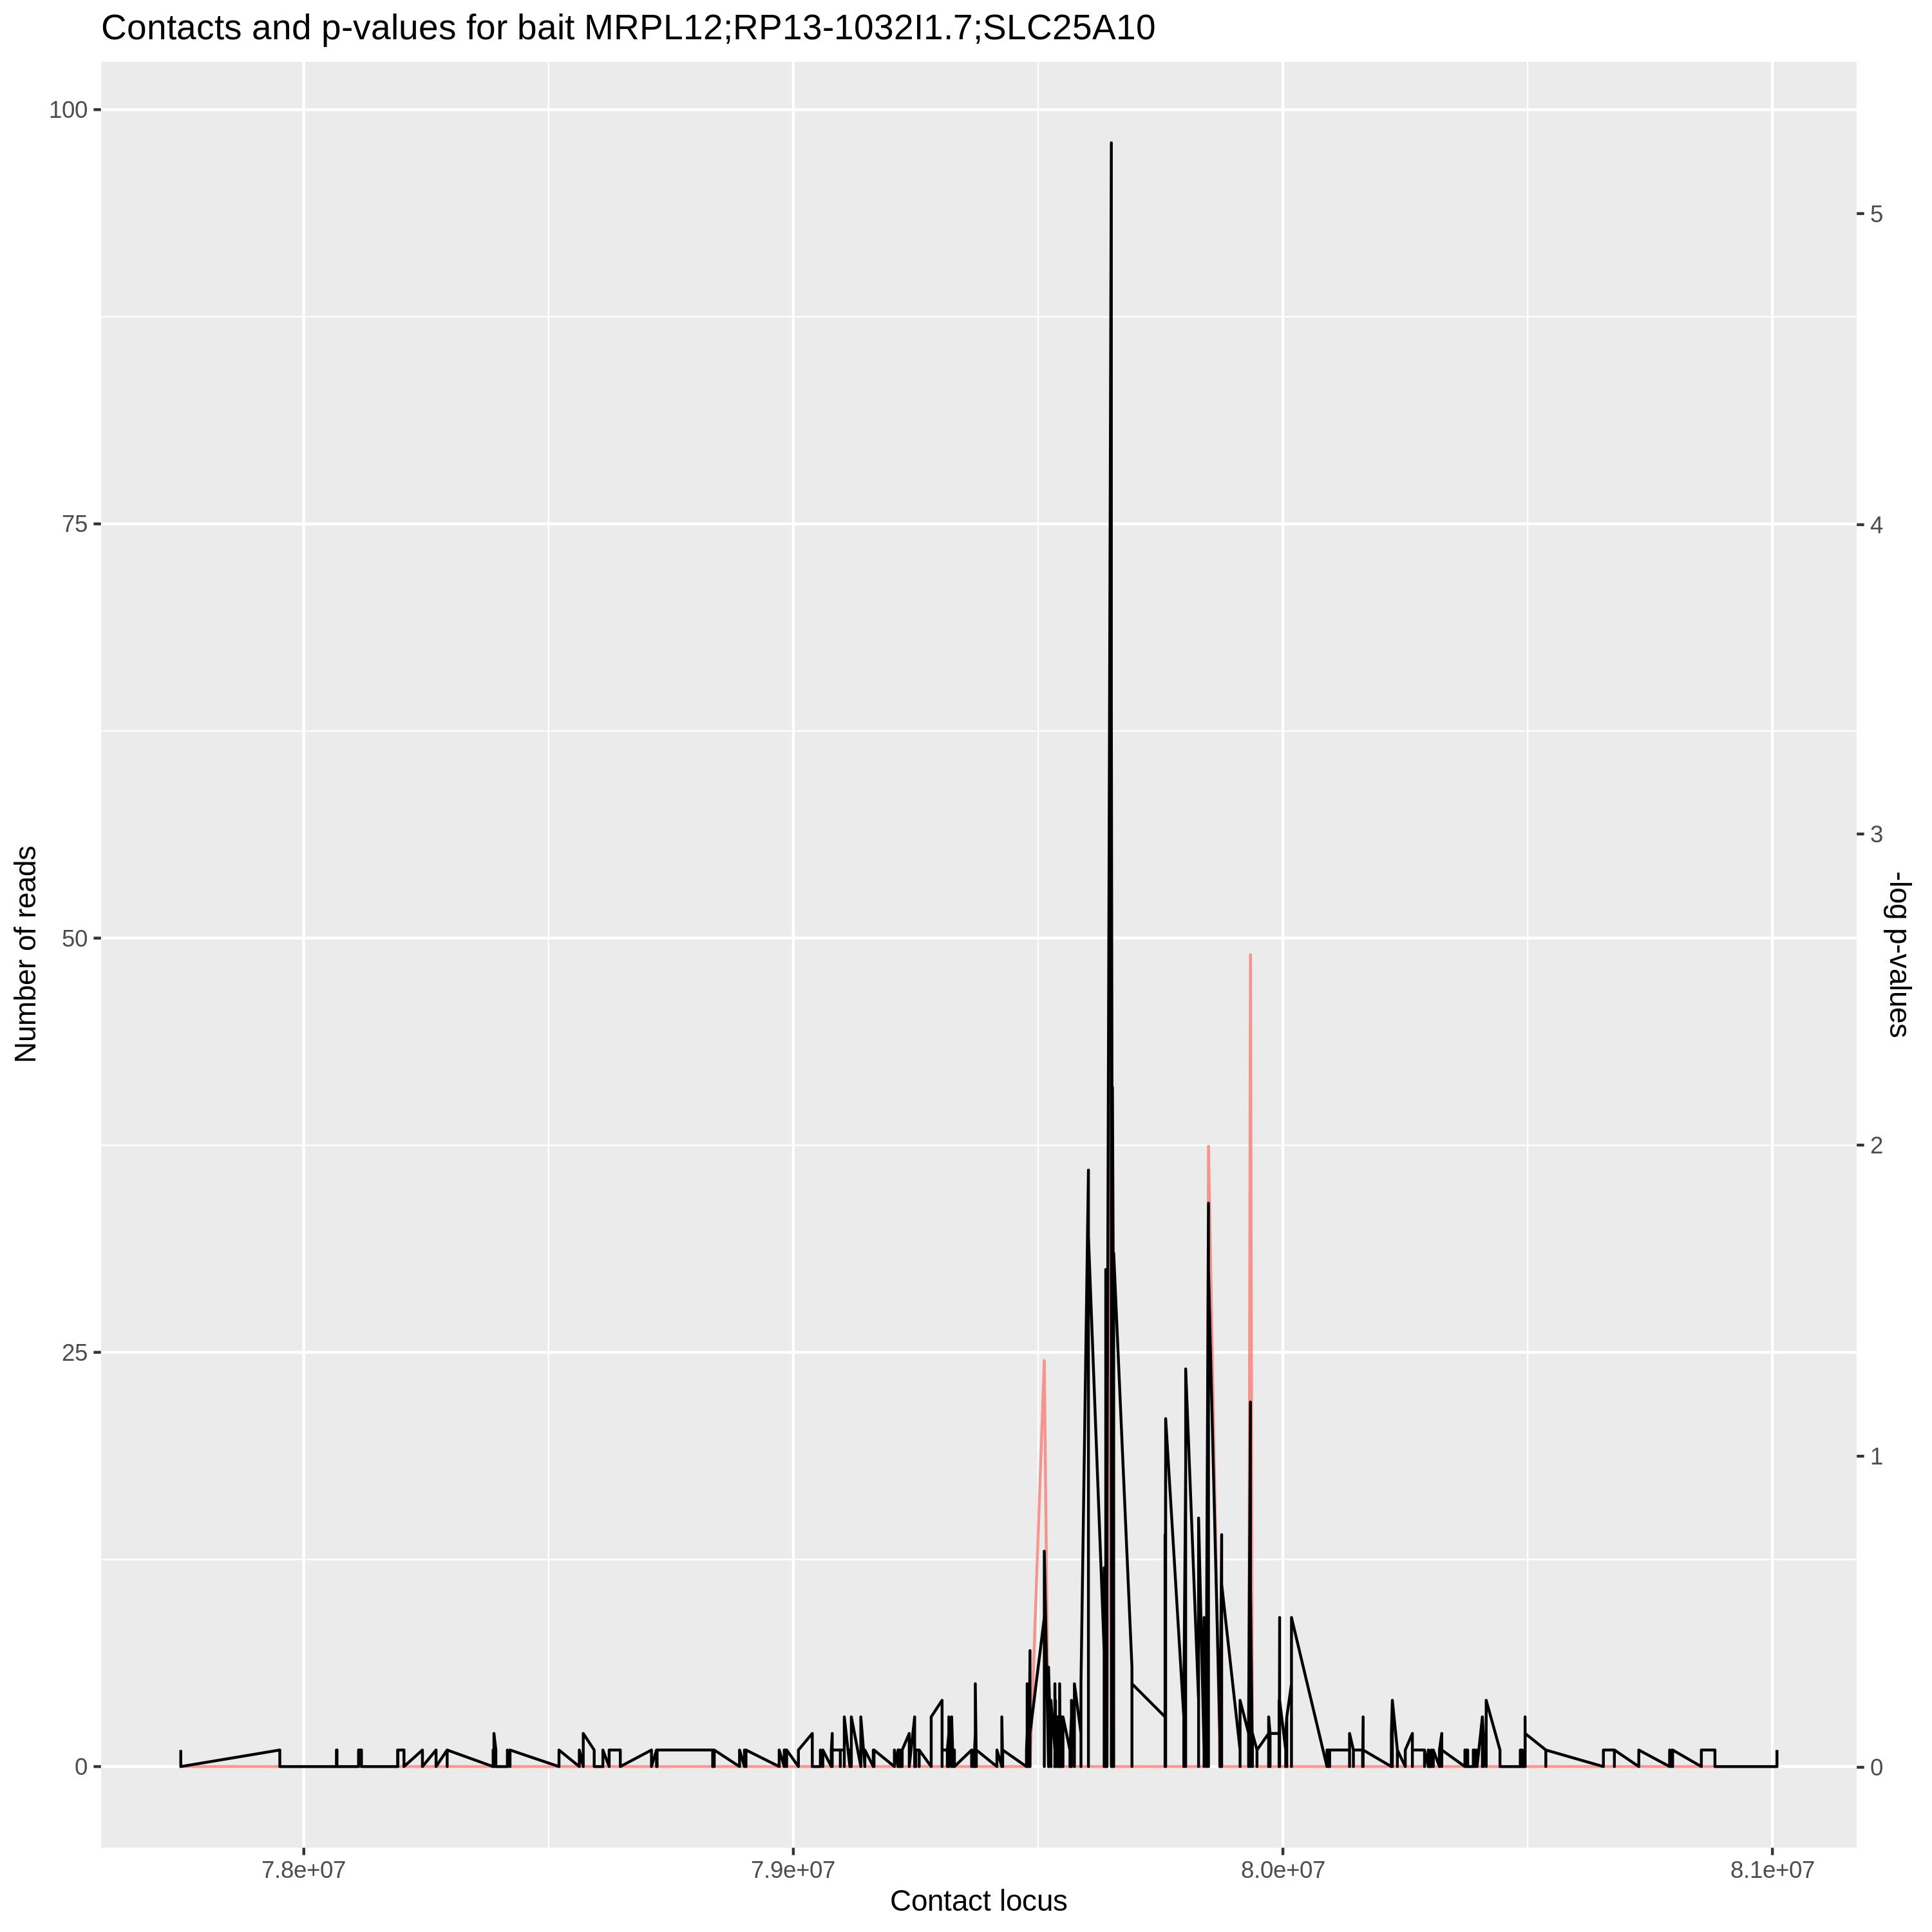 Contacts and p-values for bait MRPL12;RP13-1032I1.7;SLC25A10
100
75
50
25
0
Number of reads
5
4
3
2
1
0
-log p-values
7.8e+07
7.9e+07
8.0e+07
8.1e+07
Contact locus